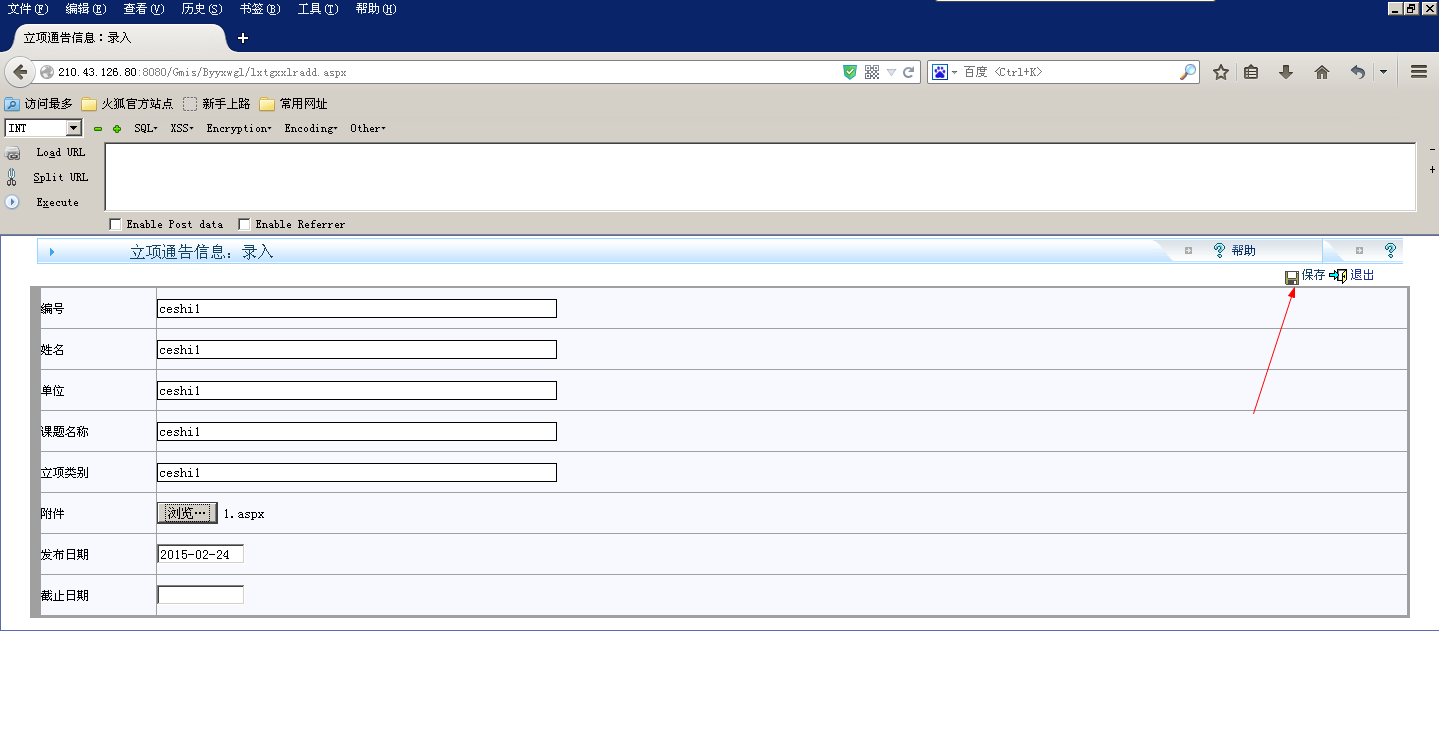 文件(F) 编辑(E) 查看(V) 历史(S) 书签(B) 工具(T) 帮助(H)
立项通告信息：录入
210.43.126.80:8080/Gmis/Byyxwgl/lxtgxxlradd.aspx 百度 <Ctrl+K>
访问最多 火狐官方站点 新手上路 常用网址
INT SQL XSS Encryption Encoding Other
Load URL
Split URL
Execute
Enable Post data Enable Referrer
立项通告信息：录入 帮助
保存 退出
编号 ceshi1
姓名 ceshi1
单位 ceshi1
课题名称 ceshi1
立项类别 ceshi1
附件 浏览… 1.aspx
发布日期 2015-02-24
截止日期